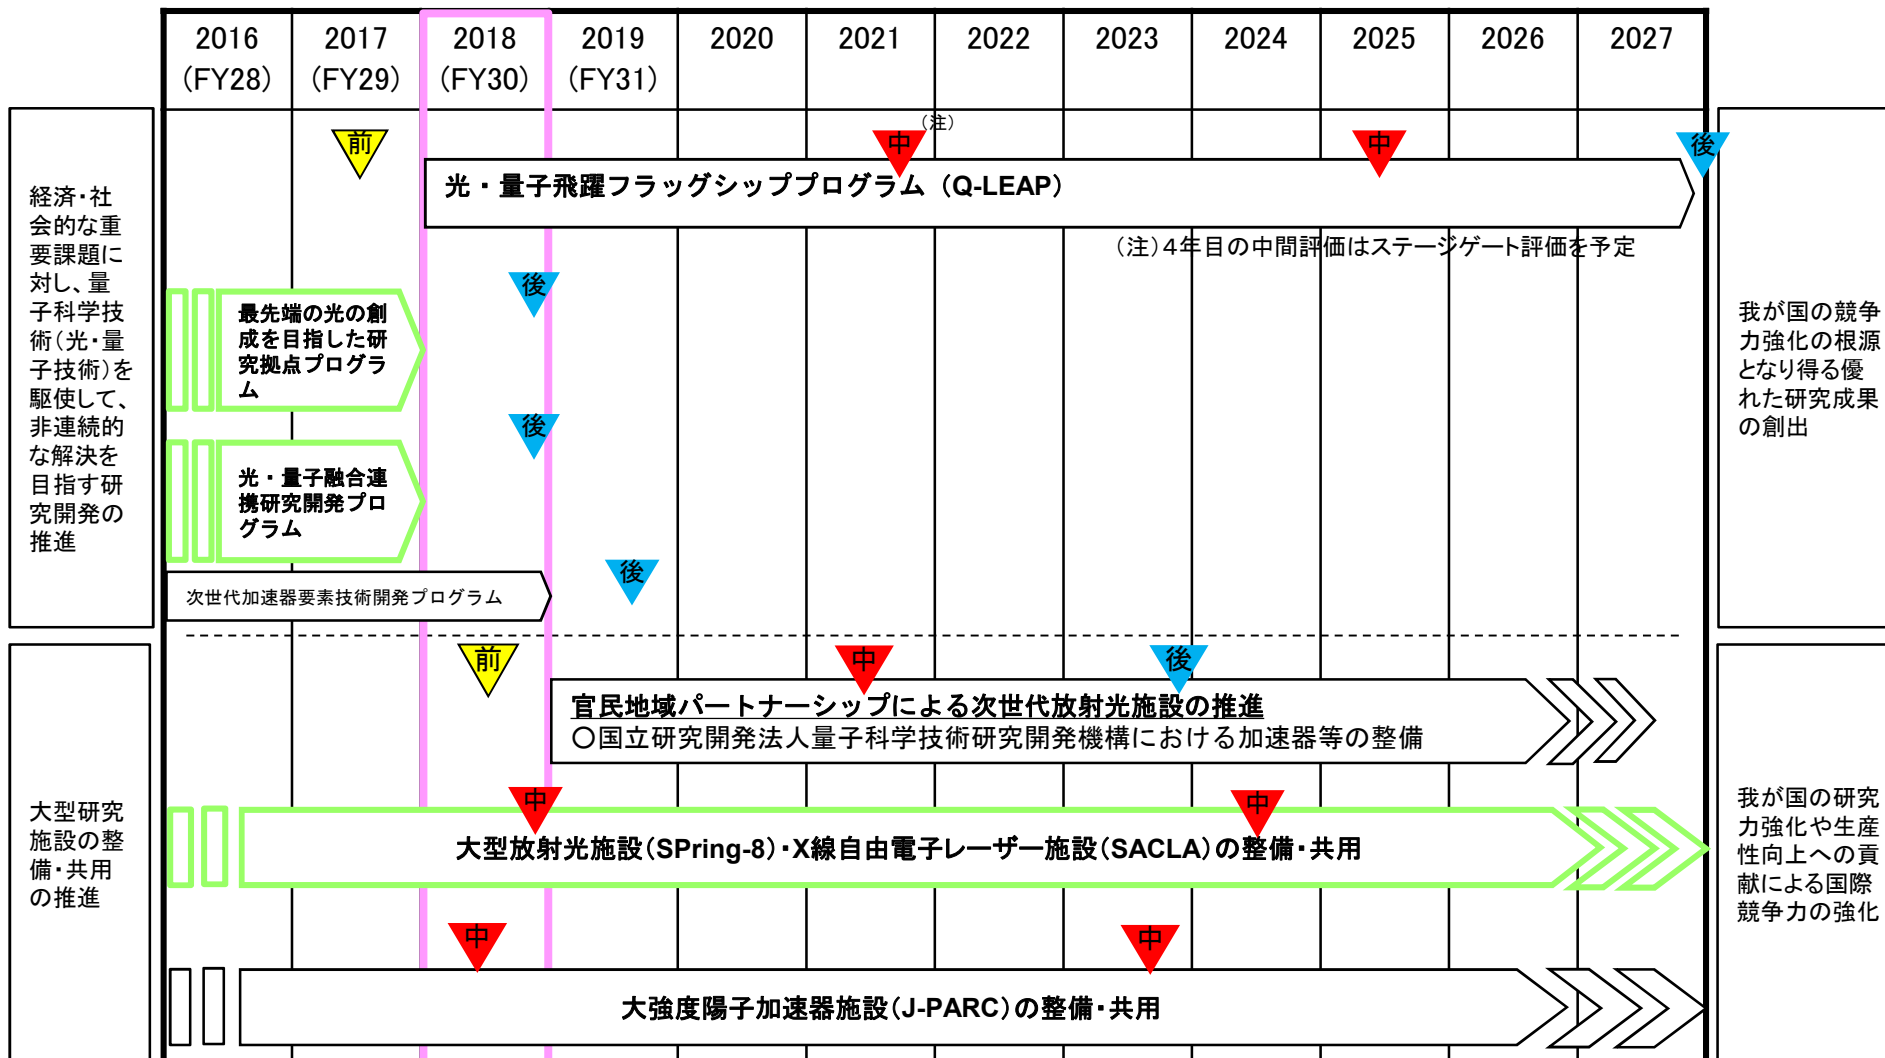 2016 2017 2018 2019 2020 2021 2022 2023 2024 2025 2026 2027
(FY28) (FY29) (FY30) (FY31)
経済・社
会的な重
要課題に
対し、量
子科学技
術(光・量
子技術)を
駆使して、
非連続的
な解決を
目指す研
究開発の
推進
前
中
(注)
中
後
光・量子飛躍フラッグシッププログラム(Q-LEAP)
(注)4年目の中間評価はステージゲート評価を予定
後
最先端の光の創
成を目指した研
究拠点プログラ
ム
後
光・量子融合連
携研究開発プロ
グラム
後
次世代加速器要素技術開発プログラム
我が国の競争
力強化の根源
となり得る優
れた研究成果
の創出
大型研究
施設の整
備・共用
の推進
前
中
後
官民地域パートナーシップによる次世代放射光施設の推進
〇国立研究開発法人量子科学技術研究開発機構における加速器等の整備
中
中
大型放射光施設(SPring-8)・X線自由電子レーザー施設(SACLA)の整備・共用
中
中
大強度陽子加速器施設(J-PARC)の整備・共用
我が国の研究
力強化や生産
性向上への貢
献による国際
競争力の強化